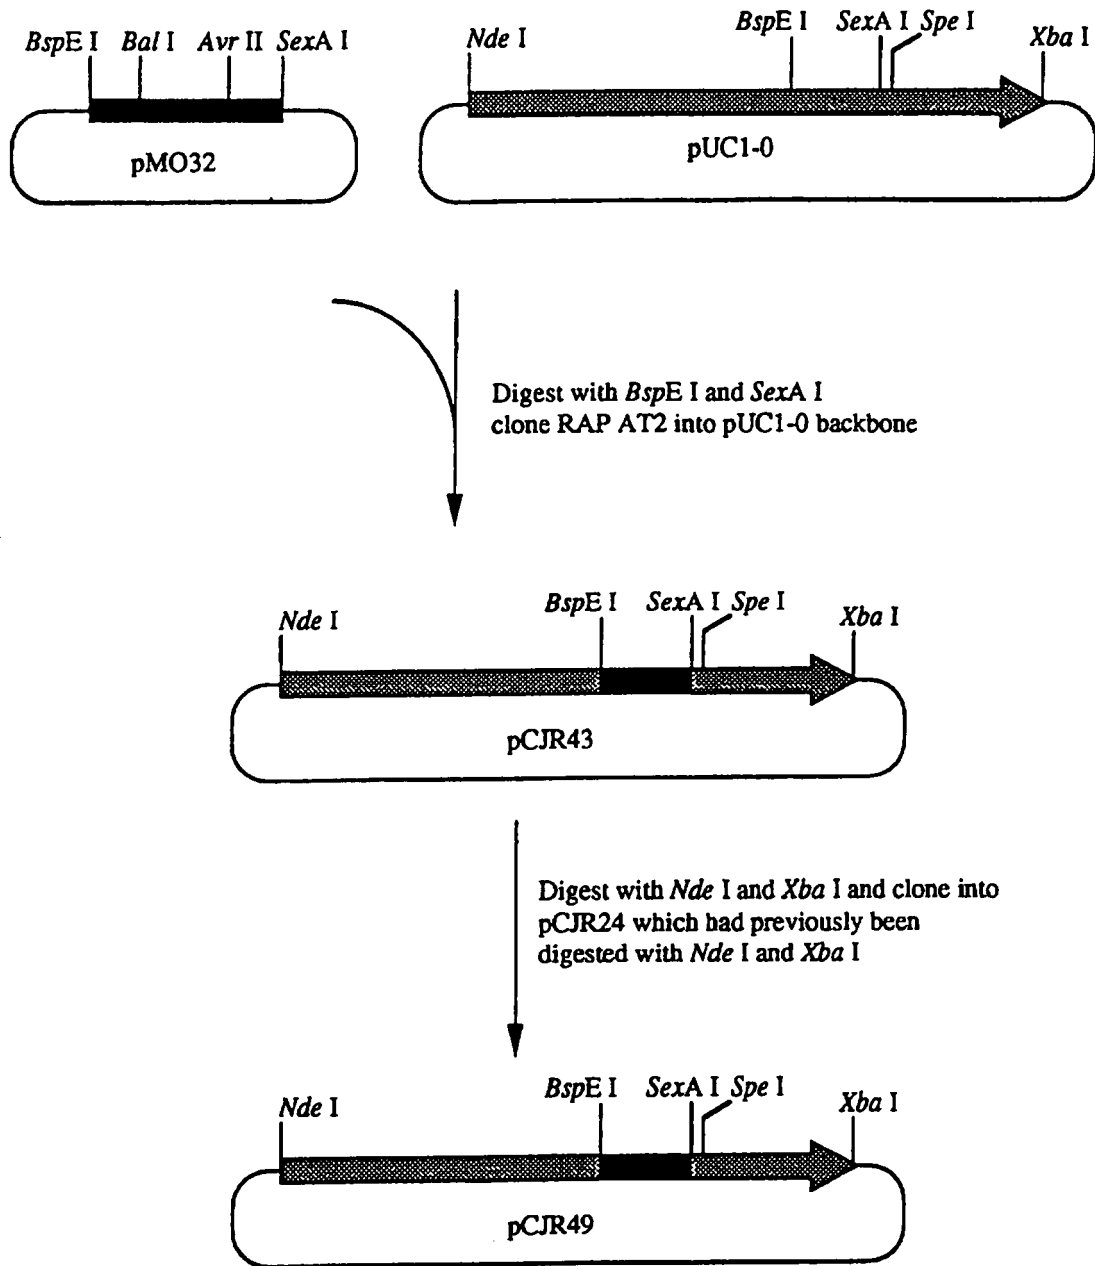 BspE I Bal I Avr II SexA I
Nde I BspE I SexA I Spe I Xba I
pMO32
pUC1-0
Digest with BspE I and SexA I
clone RAP AT2 into pUC1-0 backbone
Nde I BspE I SexA I Spe I Xba I
pCJR43
Digest with Nde I and Xba I and clone into
pCJR24 which had previously been
digested with Nde I and Xba I
Nde I BspE I SexA I Spe I Xba I
pCJR49